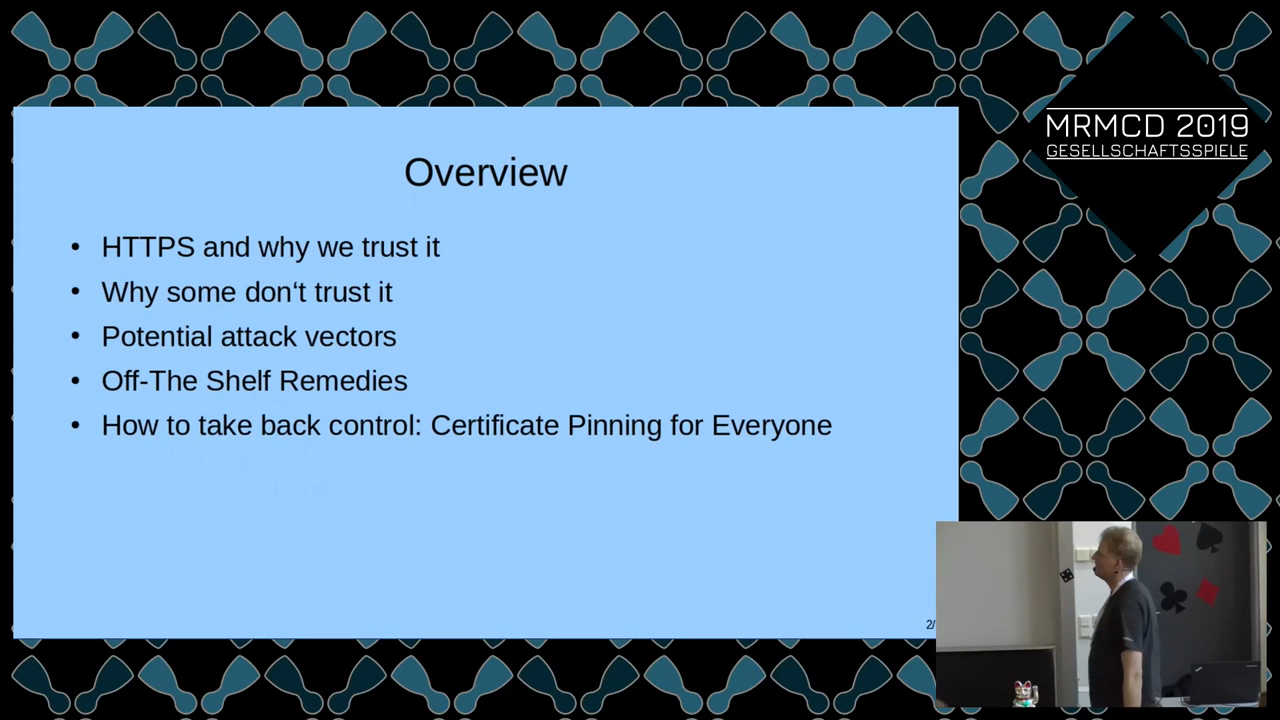 MRMCD 2019
GESELLSCHAFTSSPIELE
Overview
• HTTPS and why we trust it
• Why some don‘t trust it
• Potential attack vectors
• Off-The Shelf Remedies
• How to take back control: Certificate Pinning for Everyone
2/